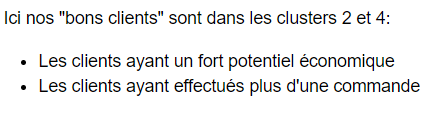 Ici nos "bons clients" sont dans les clusters 2 et 4:
• Les clients ayant un fort potentiel économique
• Les clients ayant effectués plus d'une commande